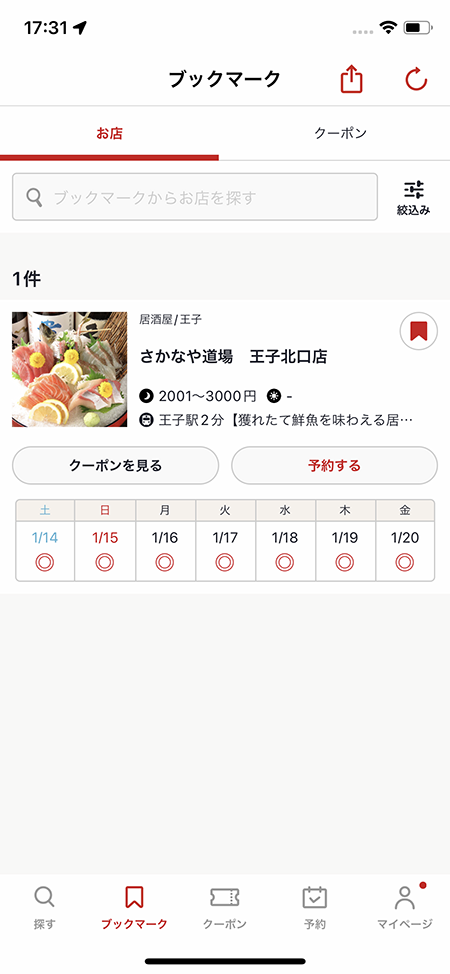 17:31
ブックマーク
お店 クーポン
ブックマークからお店を探す
絞込み
1件
居酒屋/王子
さかなや道場 王子北口店
2001～3000円 -
王子駅2分【獲れたて鮮魚を味わえる居…
クーポンを見る 予約する
土 日 月 火 水 木 金
1/14 1/15 1/16 1/17 1/18 1/19 1/20
◎ ◎ ◎ ◎ ◎ ◎ ◎
探す ブックマーク クーポン 予約 マイページ